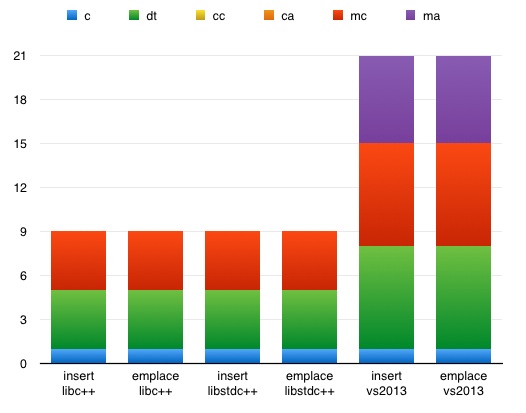 c dt cc ca mc ma
21
18
15
12
9
6
3
0
insert emplace insert emplace insert emplace
libc++ libc++ libstdc++ libstdc++ vs2013 vs2013